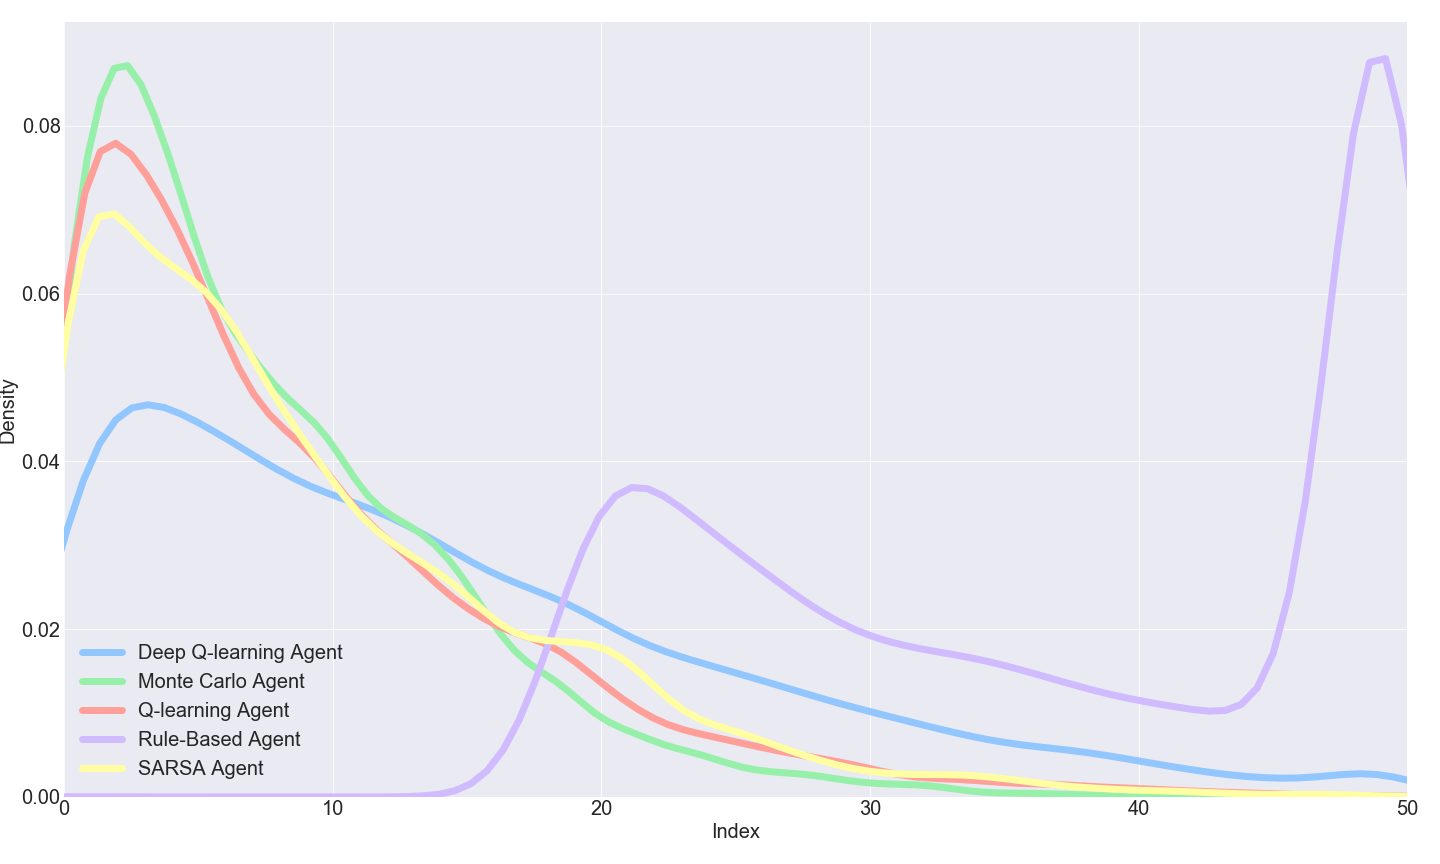 Density
0.08
0.06
0.04
0.02
0.00
Deep Q-learning Agent
Monte Carlo Agent
Q-learning Agent
Rule-Based Agent
SARSA Agent
0 10 20 30 40 50
Index